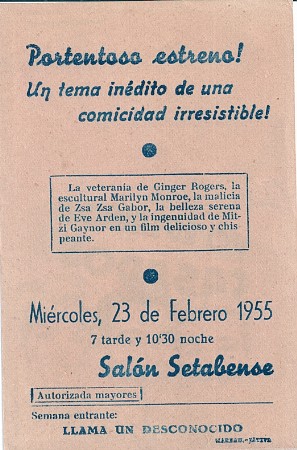 Portentoso estreno!
Un tema inédito de una
comicidad irresistible!
La veteranía de Ginger Rogers, la
escultural Marilyn Monroe, la malicia
de Zsa Zsa Gabor, la belleza serena
de Eve Arden, y la ingenuidad de Mit-
zi Gaynor en un film delicioso y chis
peante.
Miércoles, 23 de Febrero 1955
7 tarde y 10'30 noche
Salón Setabense
Autorizada mayores
Semana entrante:
LLAMA UN DESCONOCIDO